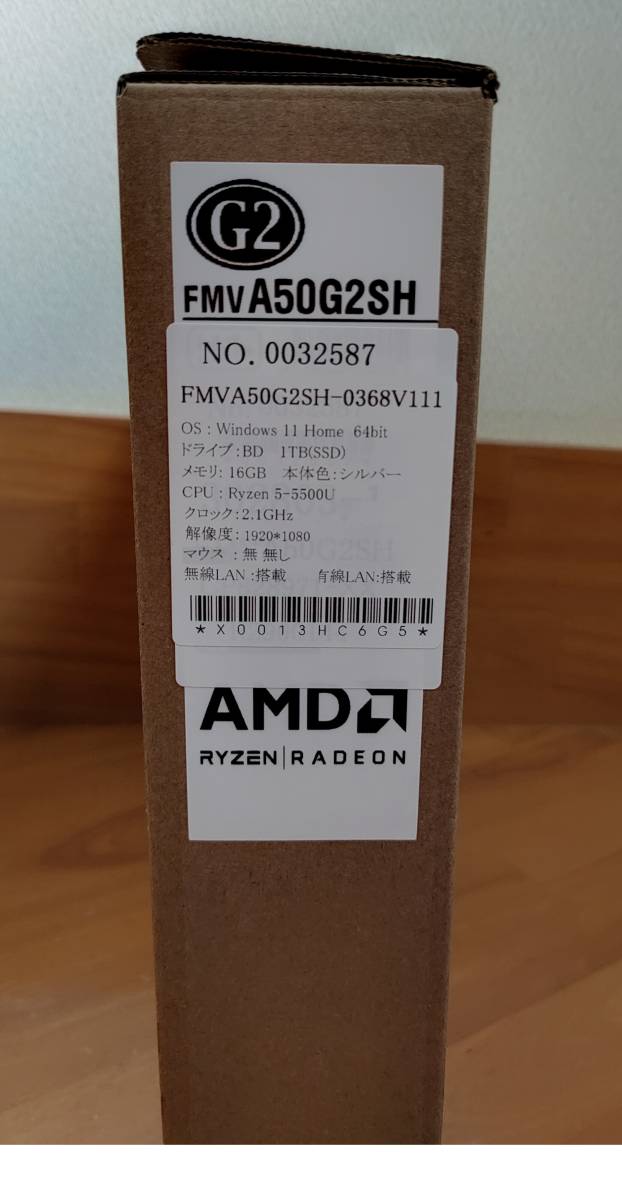 G2
FMV A50G2SH
NO. 0032587
FMVA50G2SH-0368V111
OS : Windows 11 Home 64bit
ドライブ:BD 1TB(SSD)
メモリ: 16GB 本体色:シルバー
CPU : Ryzen 5-5500U
クロック:2.1GHz
解像度: 1920*1080
マウス : 無 無し
無線LAN :搭載 有線LAN:搭載
*X0013HC6G5*
AMD
RYZEN|RADEON